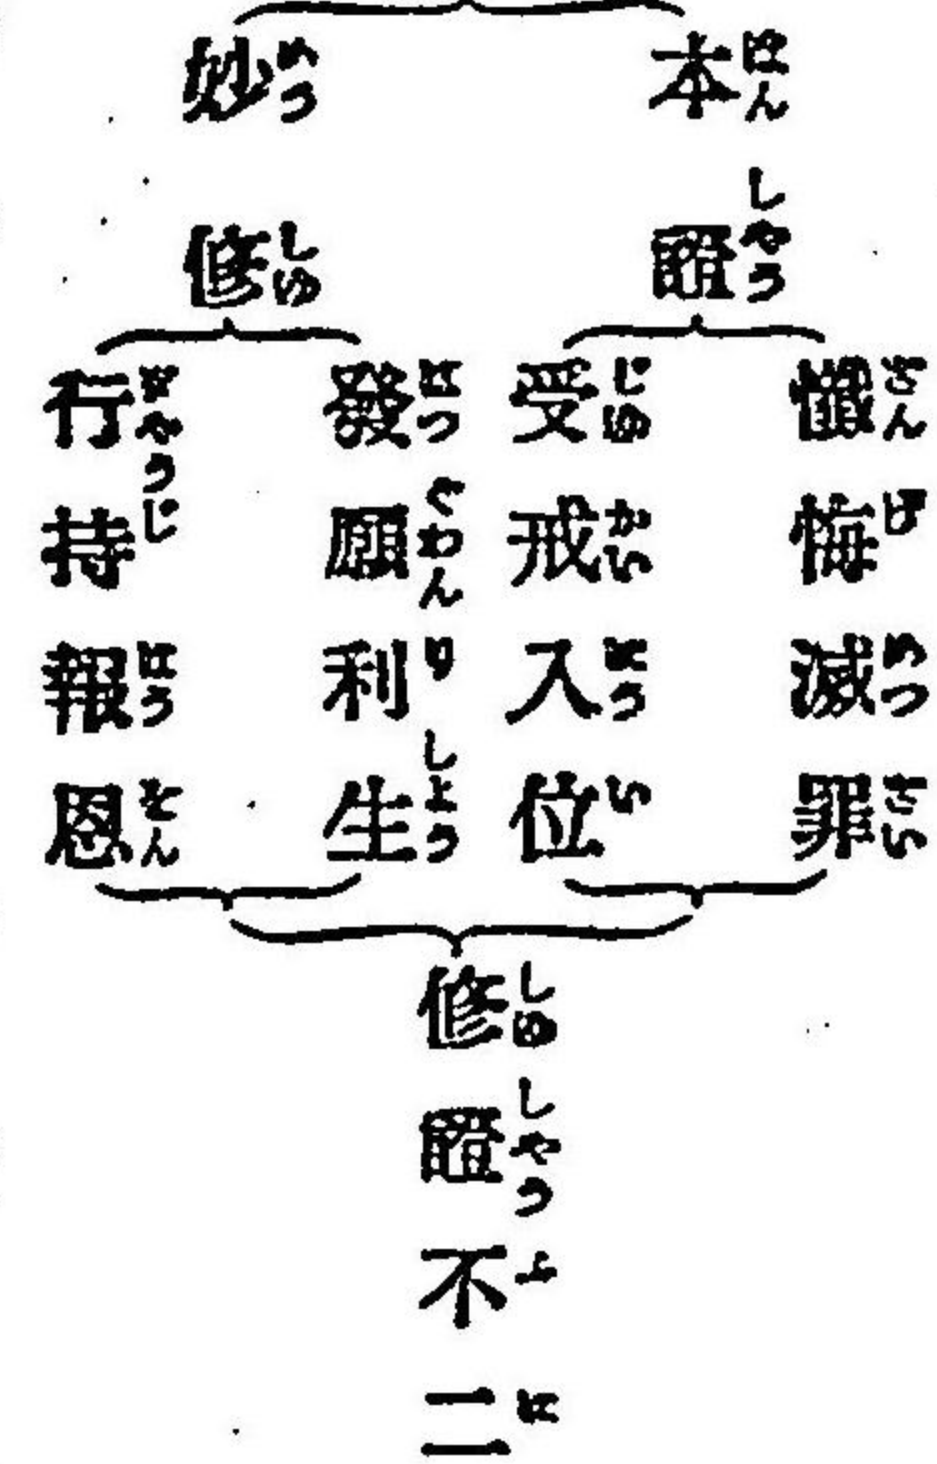 本證
妙修
懺悔滅罪
受戒入位
發願利生
行持報恩
修證不二